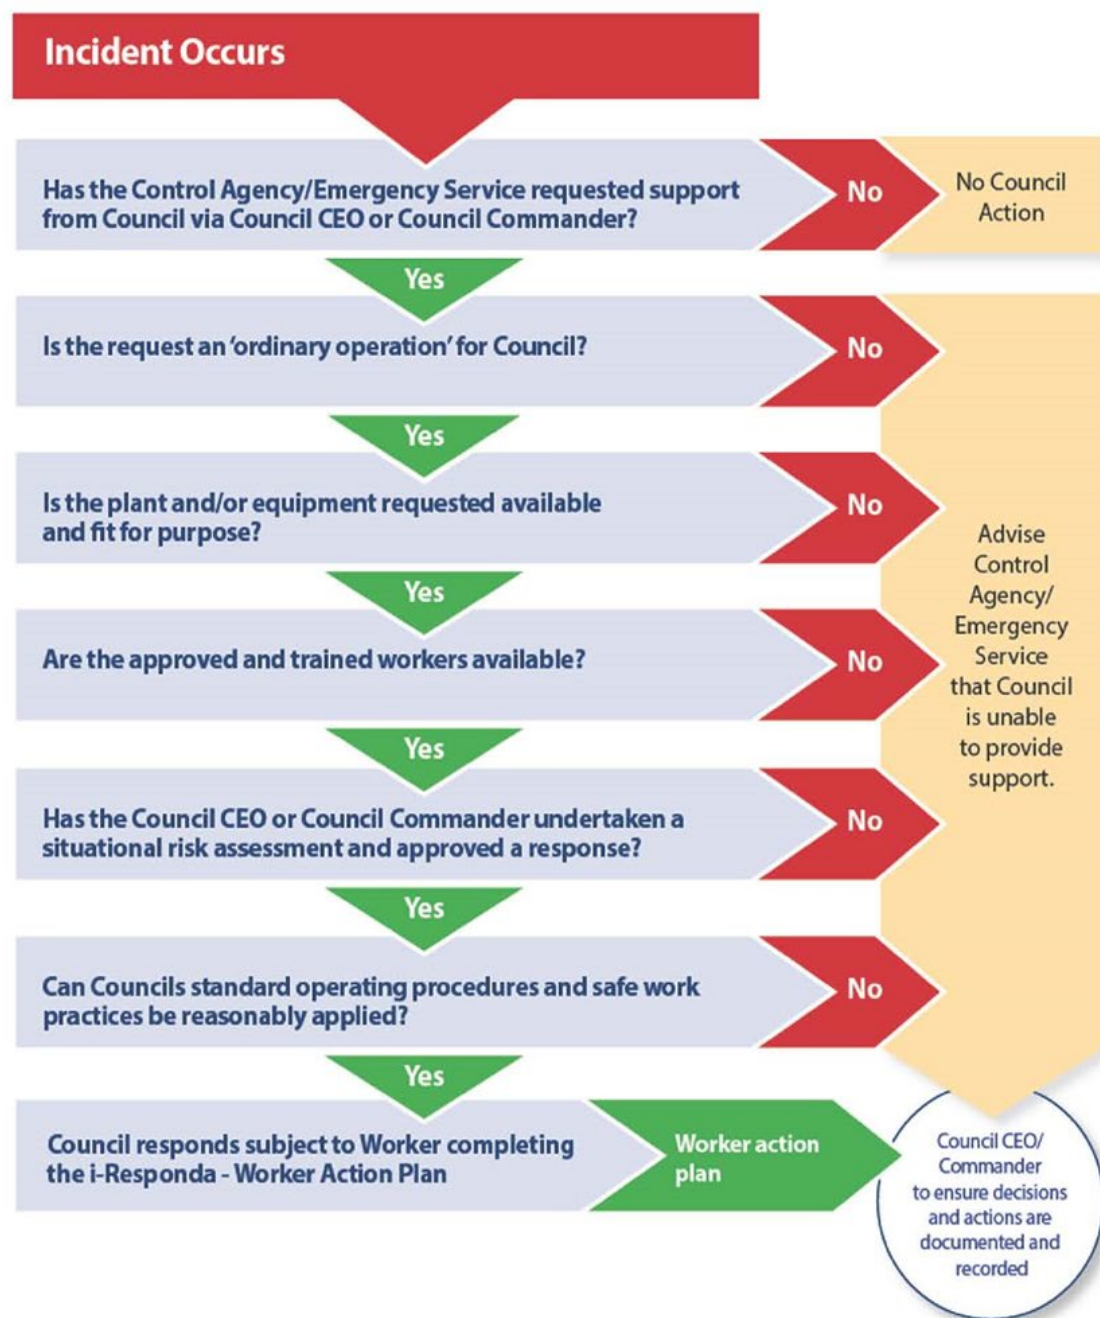 Incident Occurs
Has the Control Agency/Emergency Service requested support
from Council via Council CEO or Council Commander?
No
No Council
Action
Yes
Is the request an ‘ordinary operation’ for Council?
No
Yes
Is the plant and/or equipment requested available
and fit for purpose?
No
Yes
Are the approved and trained workers available?
No
Yes
Has the Council CEO or Council Commander undertaken a
situational risk assessment and approved a response?
No
Yes
Can Councils standard operating procedures and safe work
practices be reasonably applied?
No
Advise
Control
Agency/
Emergency
Service
that Council
is unable
to provide
support.
Yes
Council responds subject to Worker completing
the i-Responda - Worker Action Plan
Worker action
plan
Council CEO/
Commander
to ensure decisions
and actions are
documented and
recorded